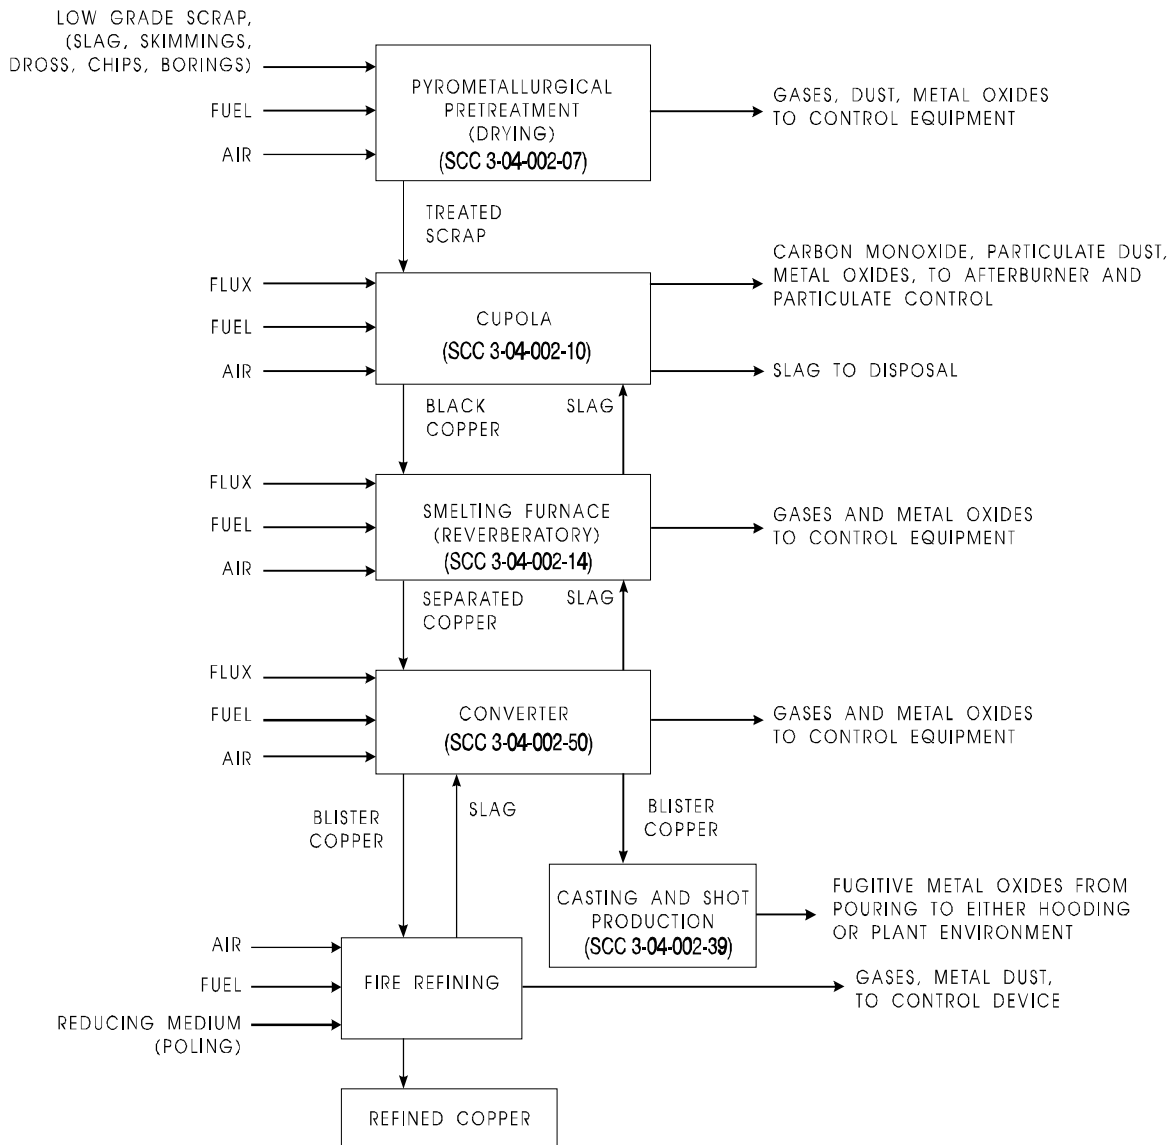 LOW GRADE SCRAP,
(SLAG, SKIMMINGS,
DROSS, CHIPS, BORINGS)
FUEL
AIR
PYROMETALLURGICAL
PRETREATMENT
(DRYING)
(SCC 3-04-002-07)
GASES, DUST, METAL OXIDES
TO CONTROL EQUIPMENT
TREATED
SCRAP
FLUX
FUEL
AIR
CUPOLA
(SCC 3-04-002-10)
CARBON MONOXIDE, PARTICULATE DUST,
METAL OXIDES, TO AFTERBURNER AND
PARTICULATE CONTROL
SLAG TO DISPOSAL
BLACK
COPPER
SLAG
FLUX
FUEL
AIR
SMELTING FURNACE
(REVERBERATORY)
(SCC 3-04-002-14)
GASES AND METAL OXIDES
TO CONTROL EQUIPMENT
SEPARATED
COPPER
SLAG
FLUX
FUEL
AIR
CONVERTER
(SCC 3-04-002-50)
GASES AND METAL OXIDES
TO CONTROL EQUIPMENT
BLISTER
COPPER
SLAG
BLISTER
COPPER
CASTING AND SHOT
PRODUCTION
(SCC 3-04-002-39)
FUGITIVE METAL OXIDES FROM
POURING TO EITHER HOODING
OR PLANT ENVIRONMENT
AIR
FUEL
REDUCING MEDIUM
(POLING)
FIRE REFINING
GASES, METAL DUST,
TO CONTROL DEVICE
REFINED COPPER